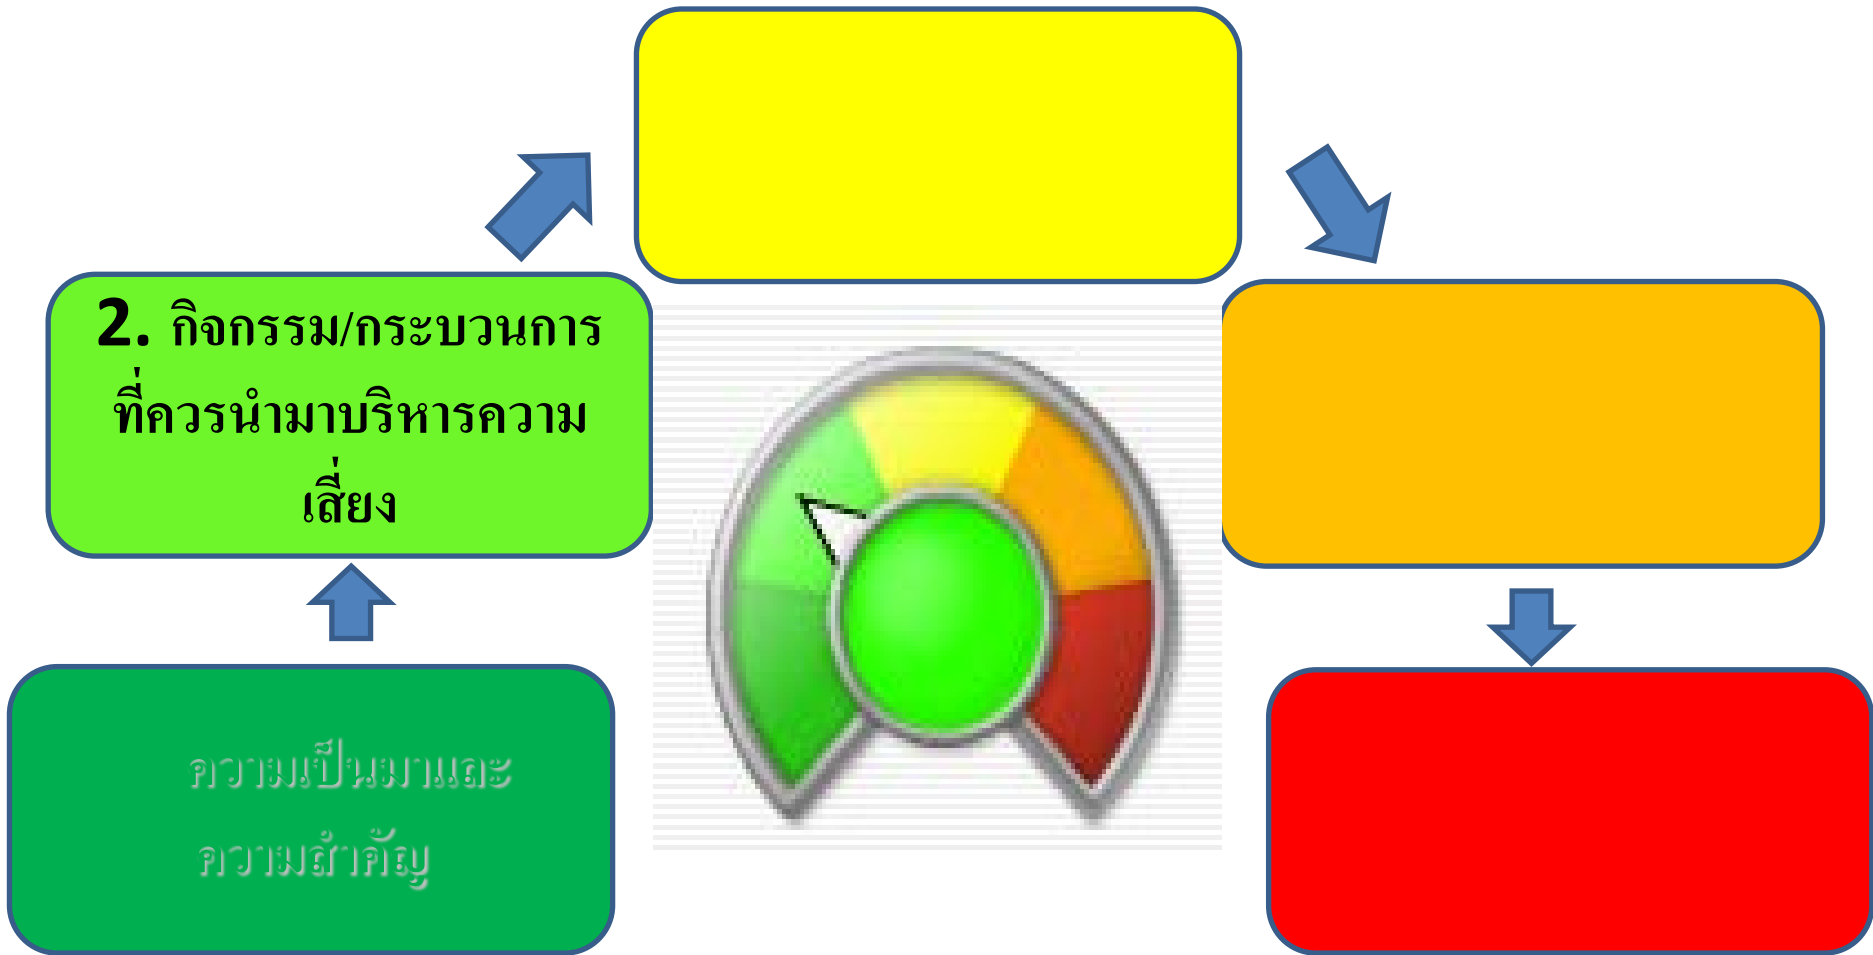 2. กิจกรรม/กระบวนการ
ที่ควรนำมาบริหารความ
เสี่ยง
ความเป็นมาและ
ความสำคัญ